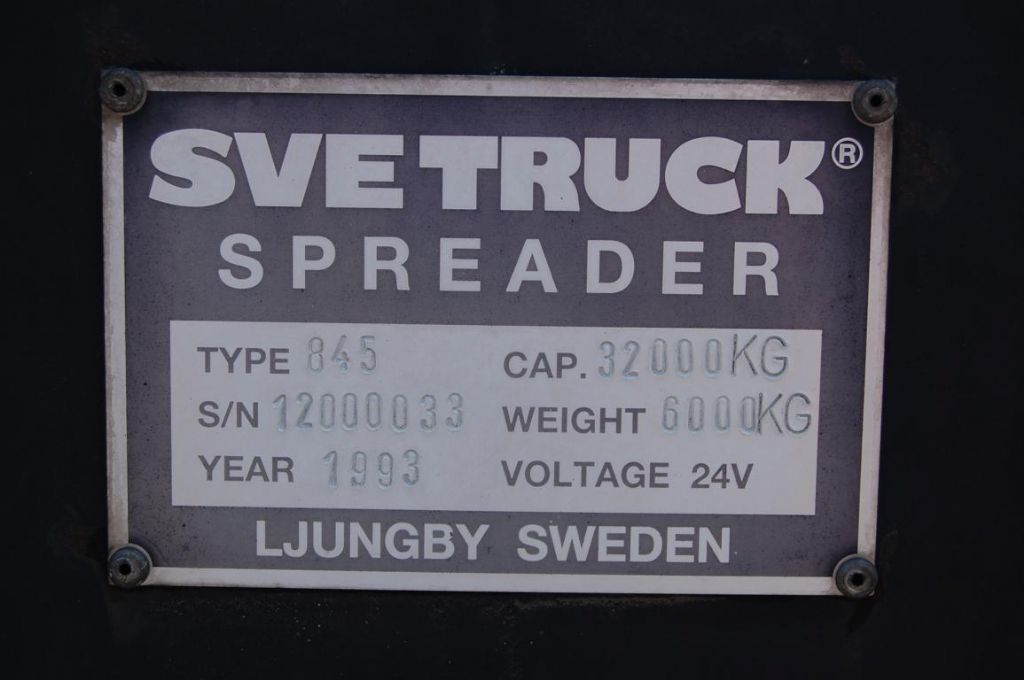 SVETRUCK®
SPREADER
TYPE 845 CAP. 32000KG
S/N 12000033 WEIGHT 6000KG
YEAR 1993 VOLTAGE 24V
LJUNGBY SWEDEN